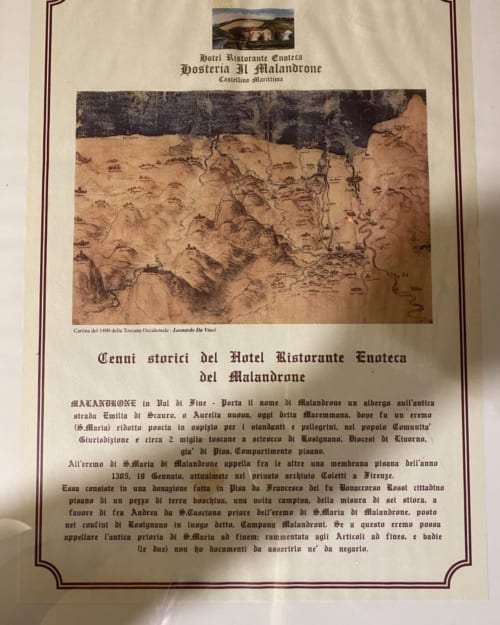 Hotel Ristorante Enoteca
Hosteria Il Malandrone
Castellina Marittima
Cartina del 1400 della Toscana Occidentale - Leonardo Da Vinci
Cenni storici del Hotel Ristorante Enoteca
del Malandrone
MALANDRONE in Val di Fine - Porta il nome di Malandrone un albergo sull'antica
strada Emilia di Scauro, o Aurelia nuova, oggi detta Maremmana, dove fu un eremo
(S.Maria) ridotto poscia in ospizio per i viandanti e pellegrini, nel popolo Comunita'
Giurisdizione e circa 2 miglia toscane a scirocco di Rosignano, Diocesi di Livorno,
gia' di Pisa, Compartimento pisano.
All'eremo di S.Maria di Malandrone appella fra le altre una membrana pisana dell'anno
1305, 19 Gennaio, attualmete nel privato archivio Coletti a Firenze.
Essa consiste in una donazione fatta in Pisa da Francesco del fu Bonaccorso Rossi cittadino
pisano di un pezzo di terra boschiva, una volta campiva, della misura di sei stiora, a
favore di fra Andrea da S.Casciano priore dell'eremo di S.Maria di Malandrone, posto
nei confini di Rosignano in luogo detto, Campana Malandroni. Se a questo eremo possa
appellare l'antica prioria di S.Maria ad finem; rammentata agli Articoli ad fines, e badie
(le due) non ho documenti da asserirlo ne' da negarlo.